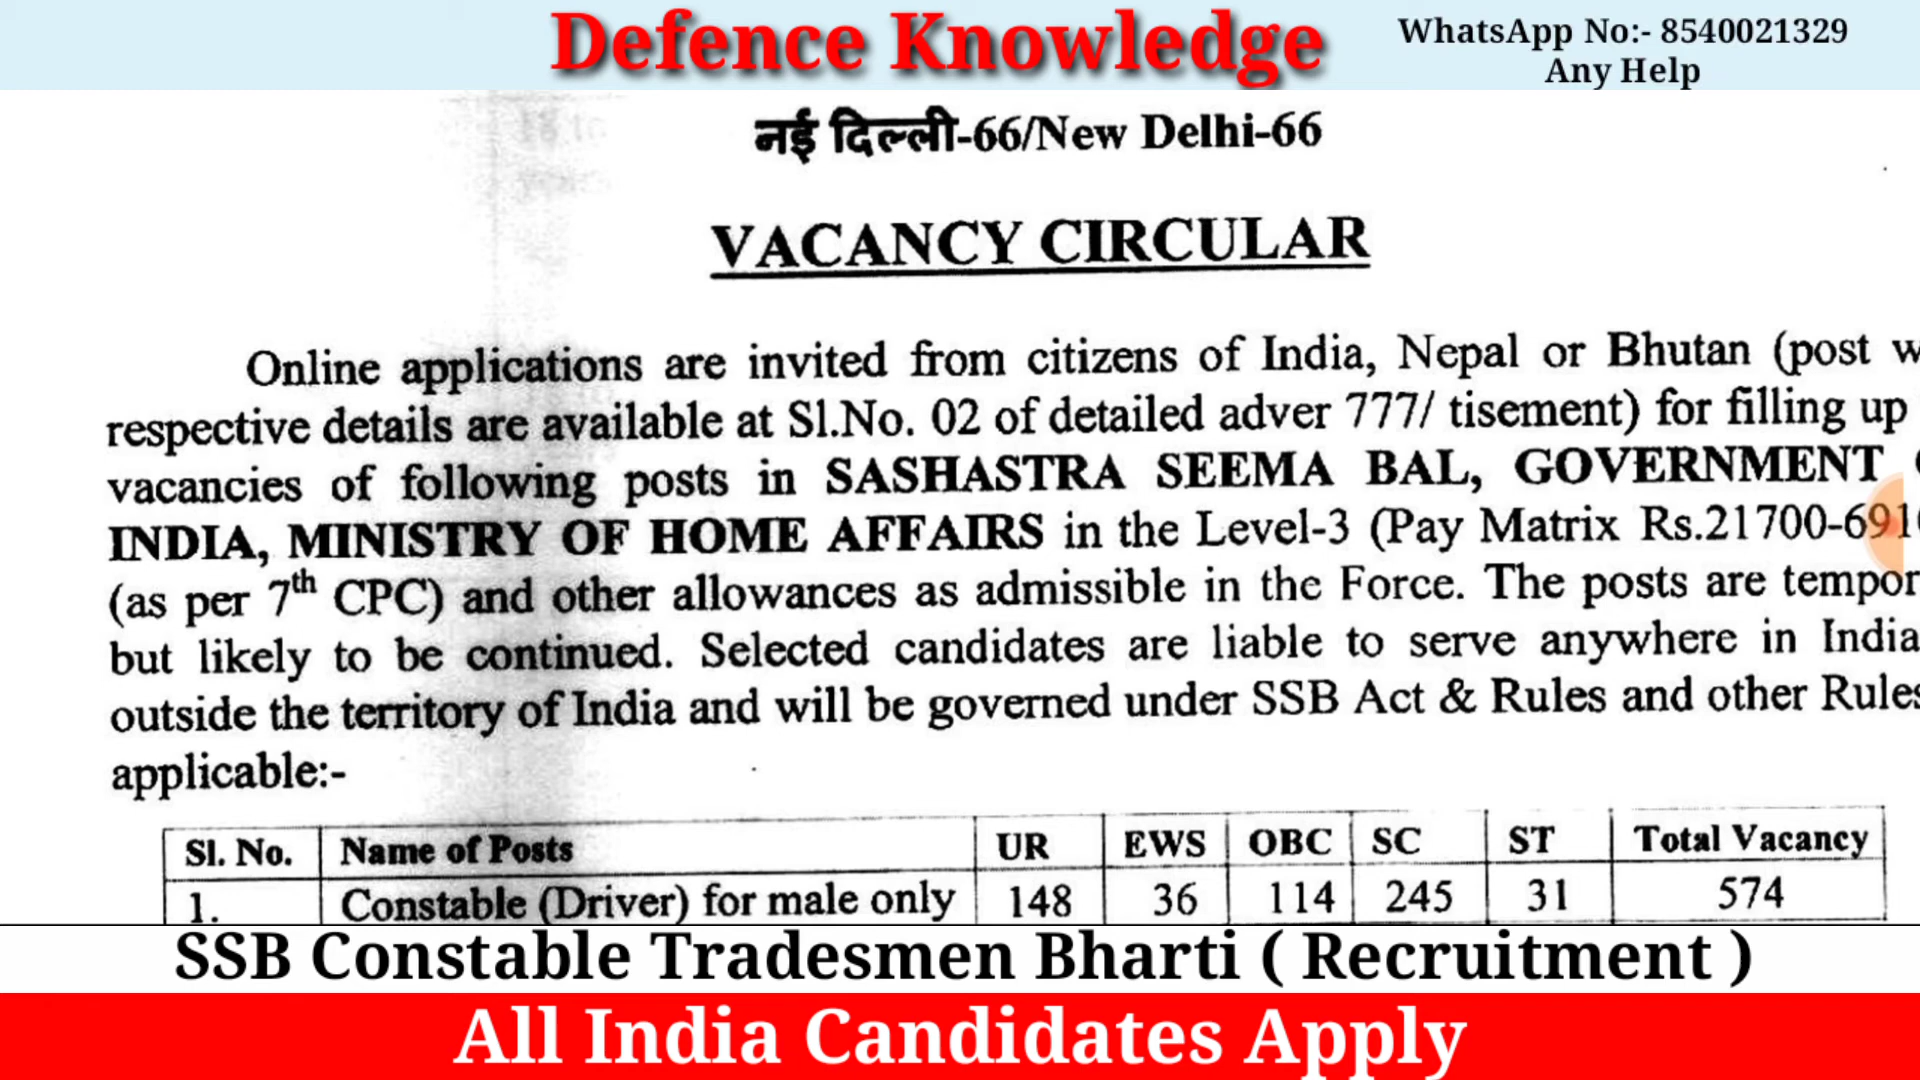 Defence Knowledge
WhatsApp No:- 8540021329
Any Help
नई दिल्ली-66/New Delhi-66
VACANCY CIRCULAR
Online applications are invited from citizens of India, Nepal or Bhutan (post w
respective details are available at Sl.No. 02 of detailed adver 777/ tisement) for filling up
vacancies of following posts in SASHASTRA SEEMA BAL, GOVERNMENT
INDIA, MINISTRY OF HOME AFFAIRS in the Level-3 (Pay Matrix Rs.21700-6910
(as per 7th CPC) and other allowances as admissible in the Force. The posts are tempor
but likely to be continued. Selected candidates are liable to serve anywhere in India
outside the territory of India and will be governed under SSB Act & Rules and other Rules
applicable:-
Sl. No. Name of Posts UR EWS OBC SC ST Total Vacancy
1. Constable (Driver) for male only 148 36 114 245 31 574
SSB Constable Tradesmen Bharti ( Recruitment )
All India Candidates Apply